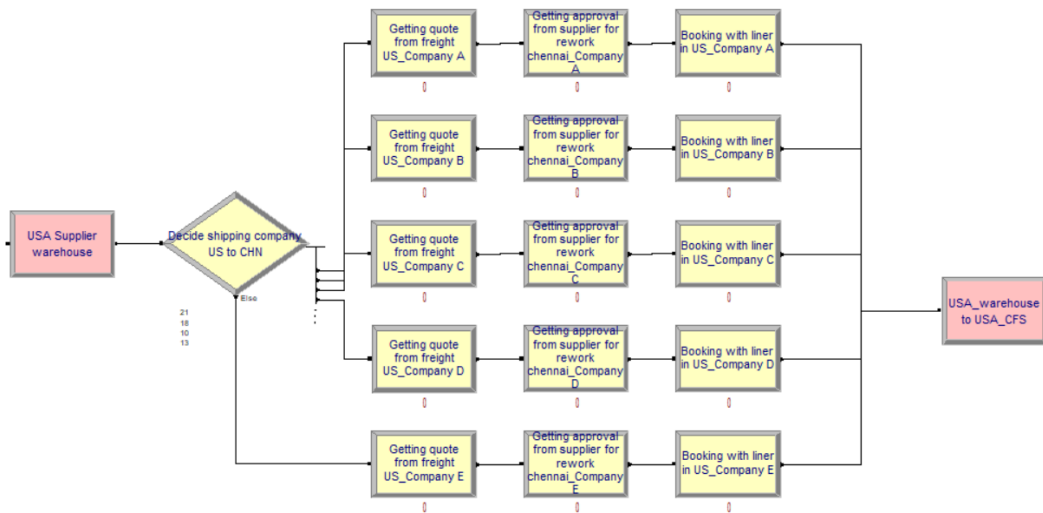 Getting quote
from freight
US_Company A
Getting approval
from supplier for
rework
chennai_Company
A
Booking with liner
in US_Company A
0
0
0
Getting quote
from freight
US_Company B
Getting approval
from supplier for
rework
chennai_Company
B
Booking with liner
in US_Company B
0
0
0
USA Supplier
warehouse
Decide shipping company
US to CHN
Else
21
18
10
13
Getting quote
from freight
US_Company C
Getting approval
from supplier for
rework
chennai_Company
C
Booking with liner
in US_Company C
0
0
0
USA_warehouse
to USA_CFS
Getting quote
from freight
US_Company D
Getting approval
from supplier for
rework
chennai_Company
D
Booking with liner
in US_Company D
0
0
0
Getting quote
from freight
US_Company E
Getting approval
from supplier for
rework
chennai_Company
E
Booking with liner
in US_Company E
0
0
0